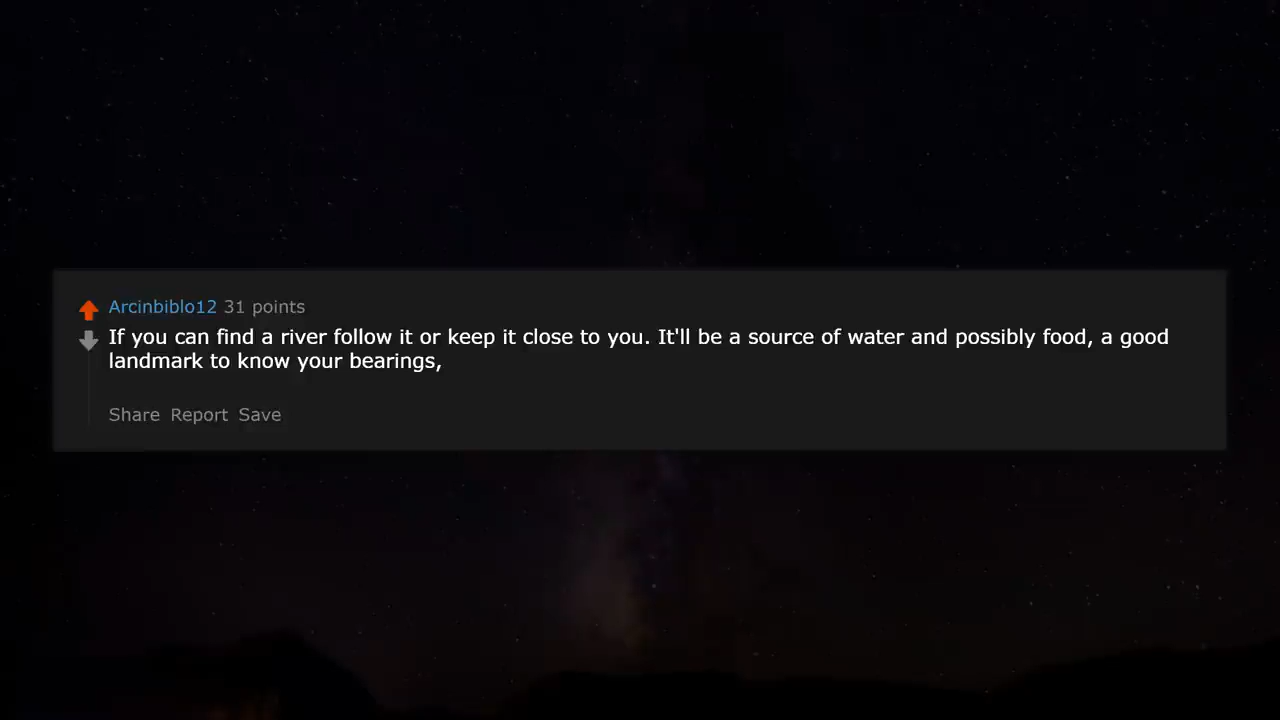 Arcinbiblo12 31 points
If you can find a river follow it or keep it close to you. It'll be a source of water and possibly food, a good
landmark to know your bearings,
Share Report Save